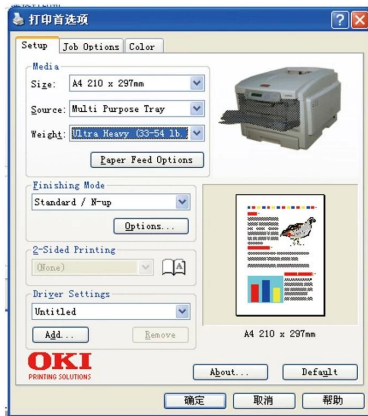 打印首选项
Setup Job Options Color
Media
Size: A4 210 x 297mm
Source: Multi Purpose Tray
Weight: Ultra Heavy (33-54 lb.
Paper Feed Options
Finishing Mode
Standard / N-up
Options...
2-Sided Printing
(None)
A
Driver Settings
Untitled
Add... Remove
A4 210 x 297mm
OKI
PRINTING SOLUTIONS
About... Default
确定 取消 帮助